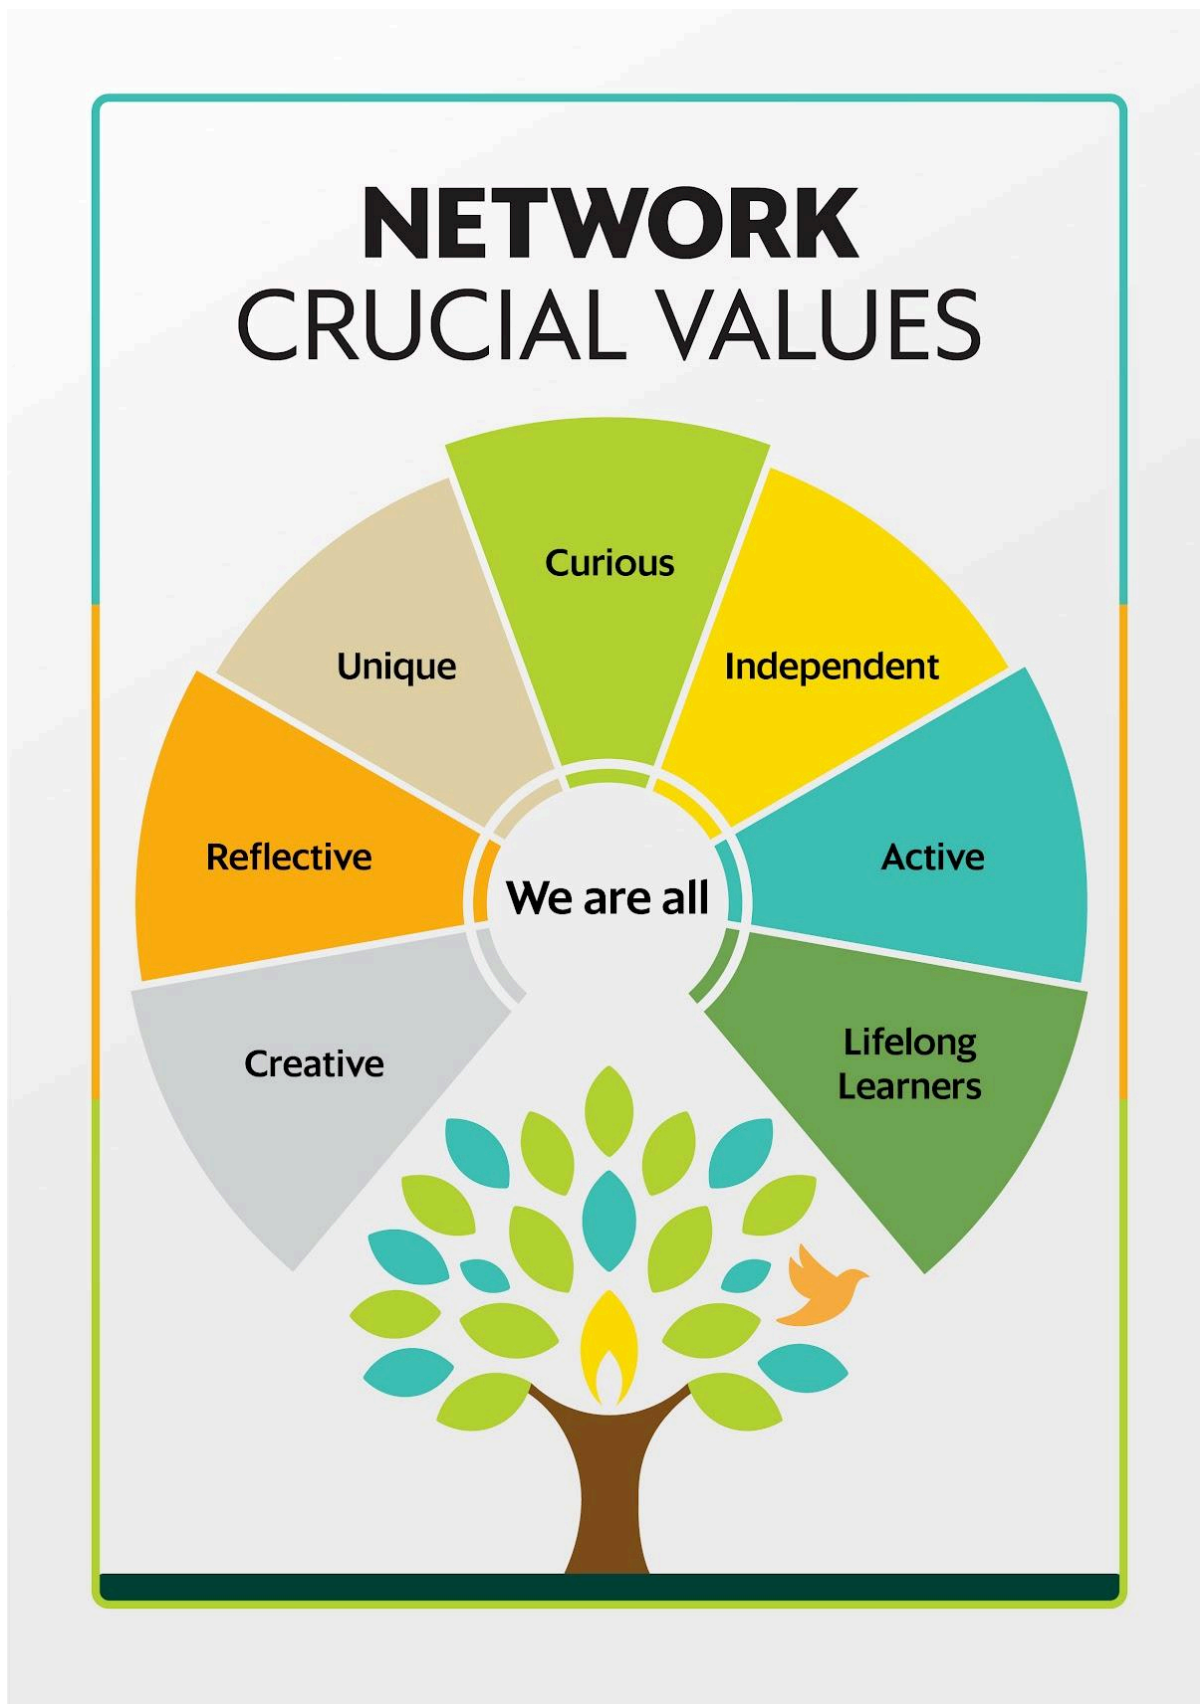 NETWORK
CRUCIAL VALUES
Curious
Unique
Independent
Reflective
Active
We are all
Creative
Lifelong
Learners